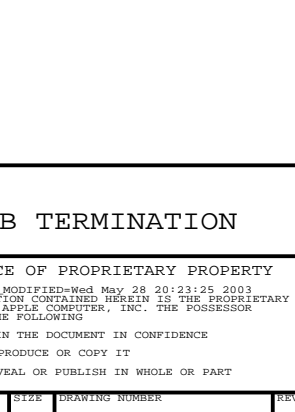 B TERMINATION
CE OF PROPRIETARY PROPERTY
_MODIFIED=Wed May 28 20:23:25 2003
TION CONTAINED HEREIN IS THE PROPRIETARY
APPLE COMPUTER, INC. THE POSSESSOR
HE FOLLOWING
IN THE DOCUMENT IN CONFIDENCE
PRODUCE OR COPY IT
VEAL OR PUBLISH IN WHOLE OR PART
SIZE DRAWING NUMBER REV